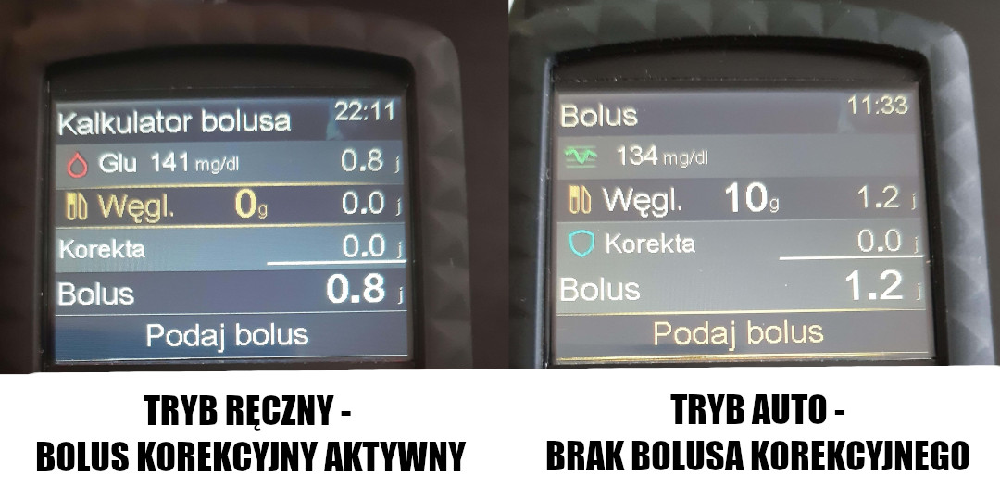 Kalkulator bolusa 22:11
Glu 141 mg/dl 0.8 j
Węgl. 0g 0.0 j
Korekta 0.0 j
Bolus 0.8 j
Podaj bolus
TRYB RĘCZNY -
BOLUS KOREKCYJNY AKTYWNY
Bolus 11:33
134 mg/dl
Węgl. 10g 1.2 j
Korekta 0.0 j
Bolus 1.2 j
Podaj bolus
TRYB AUTO -
BRAK BOLUSA KOREKCYJNEGO